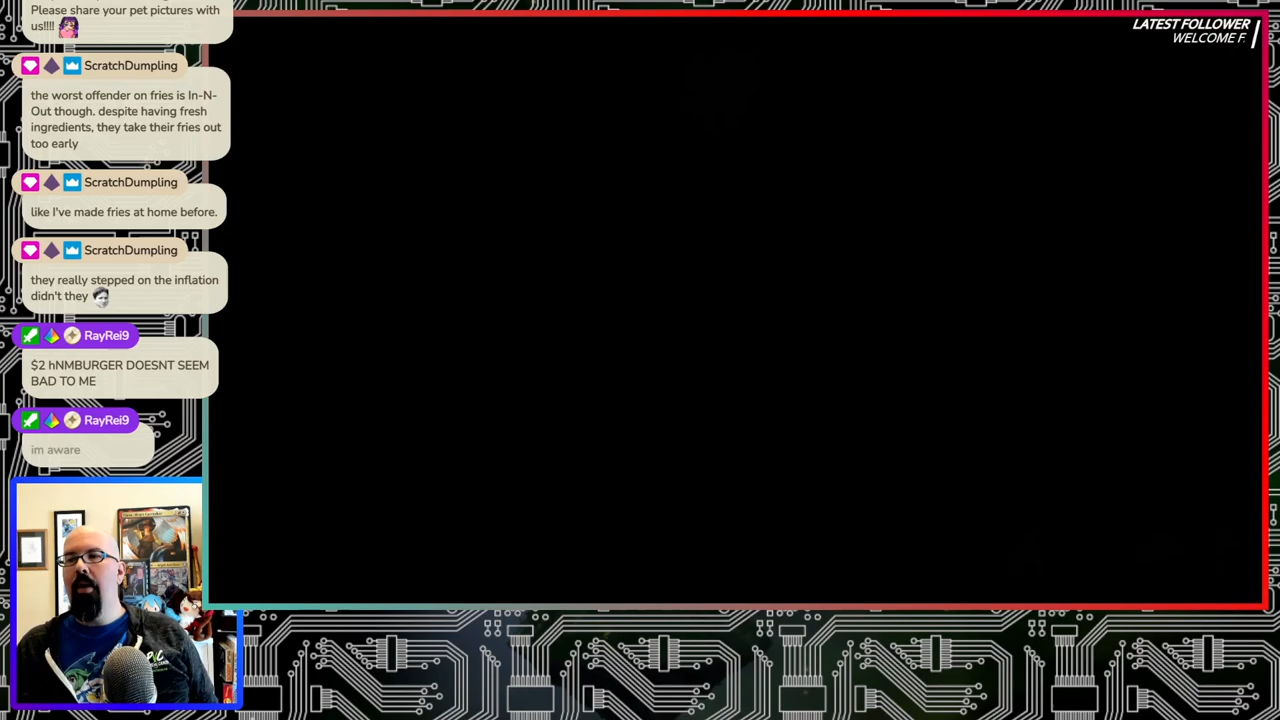 Please share your pet pictures with
us!!!!
ScratchDumpling
the worst offender on fries is In-N-
Out though. despite having fresh
ingredients, they take their fries out
too early
ScratchDumpling
like I've made fries at home before.
ScratchDumpling
they really stepped on the inflation
didn't they
RayRei9
$2 hNMBURGER DOESNT SEEM
BAD TO ME
RayRei9
im aware
LATEST FOLLOWER
WELCOME F.